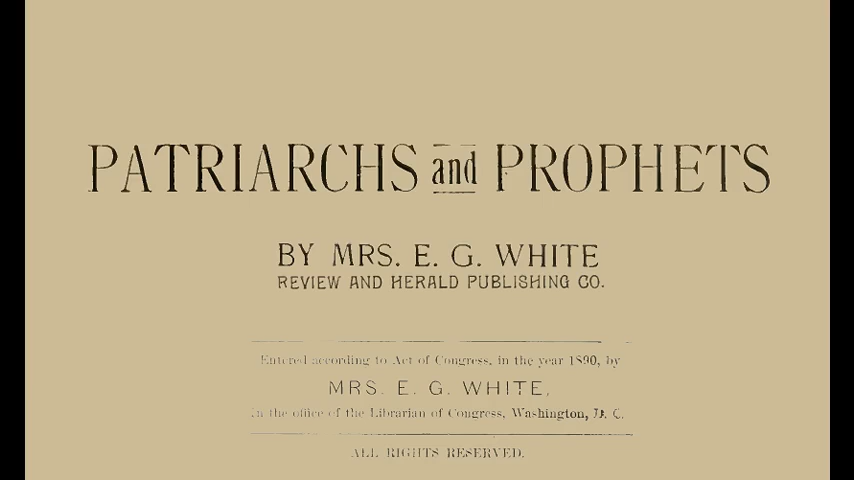 PATRIARCHS and PROPHETS
BY MRS. E. G. WHITE
REVIEW AND HERALD PUBLISHING CO.
Entered according to Act of Congress, in the year 1890, by
MRS. E. G. WHITE,
In the office of the Librarian of Congress, Washington, D. C.
ALL RIGHTS RESERVED.